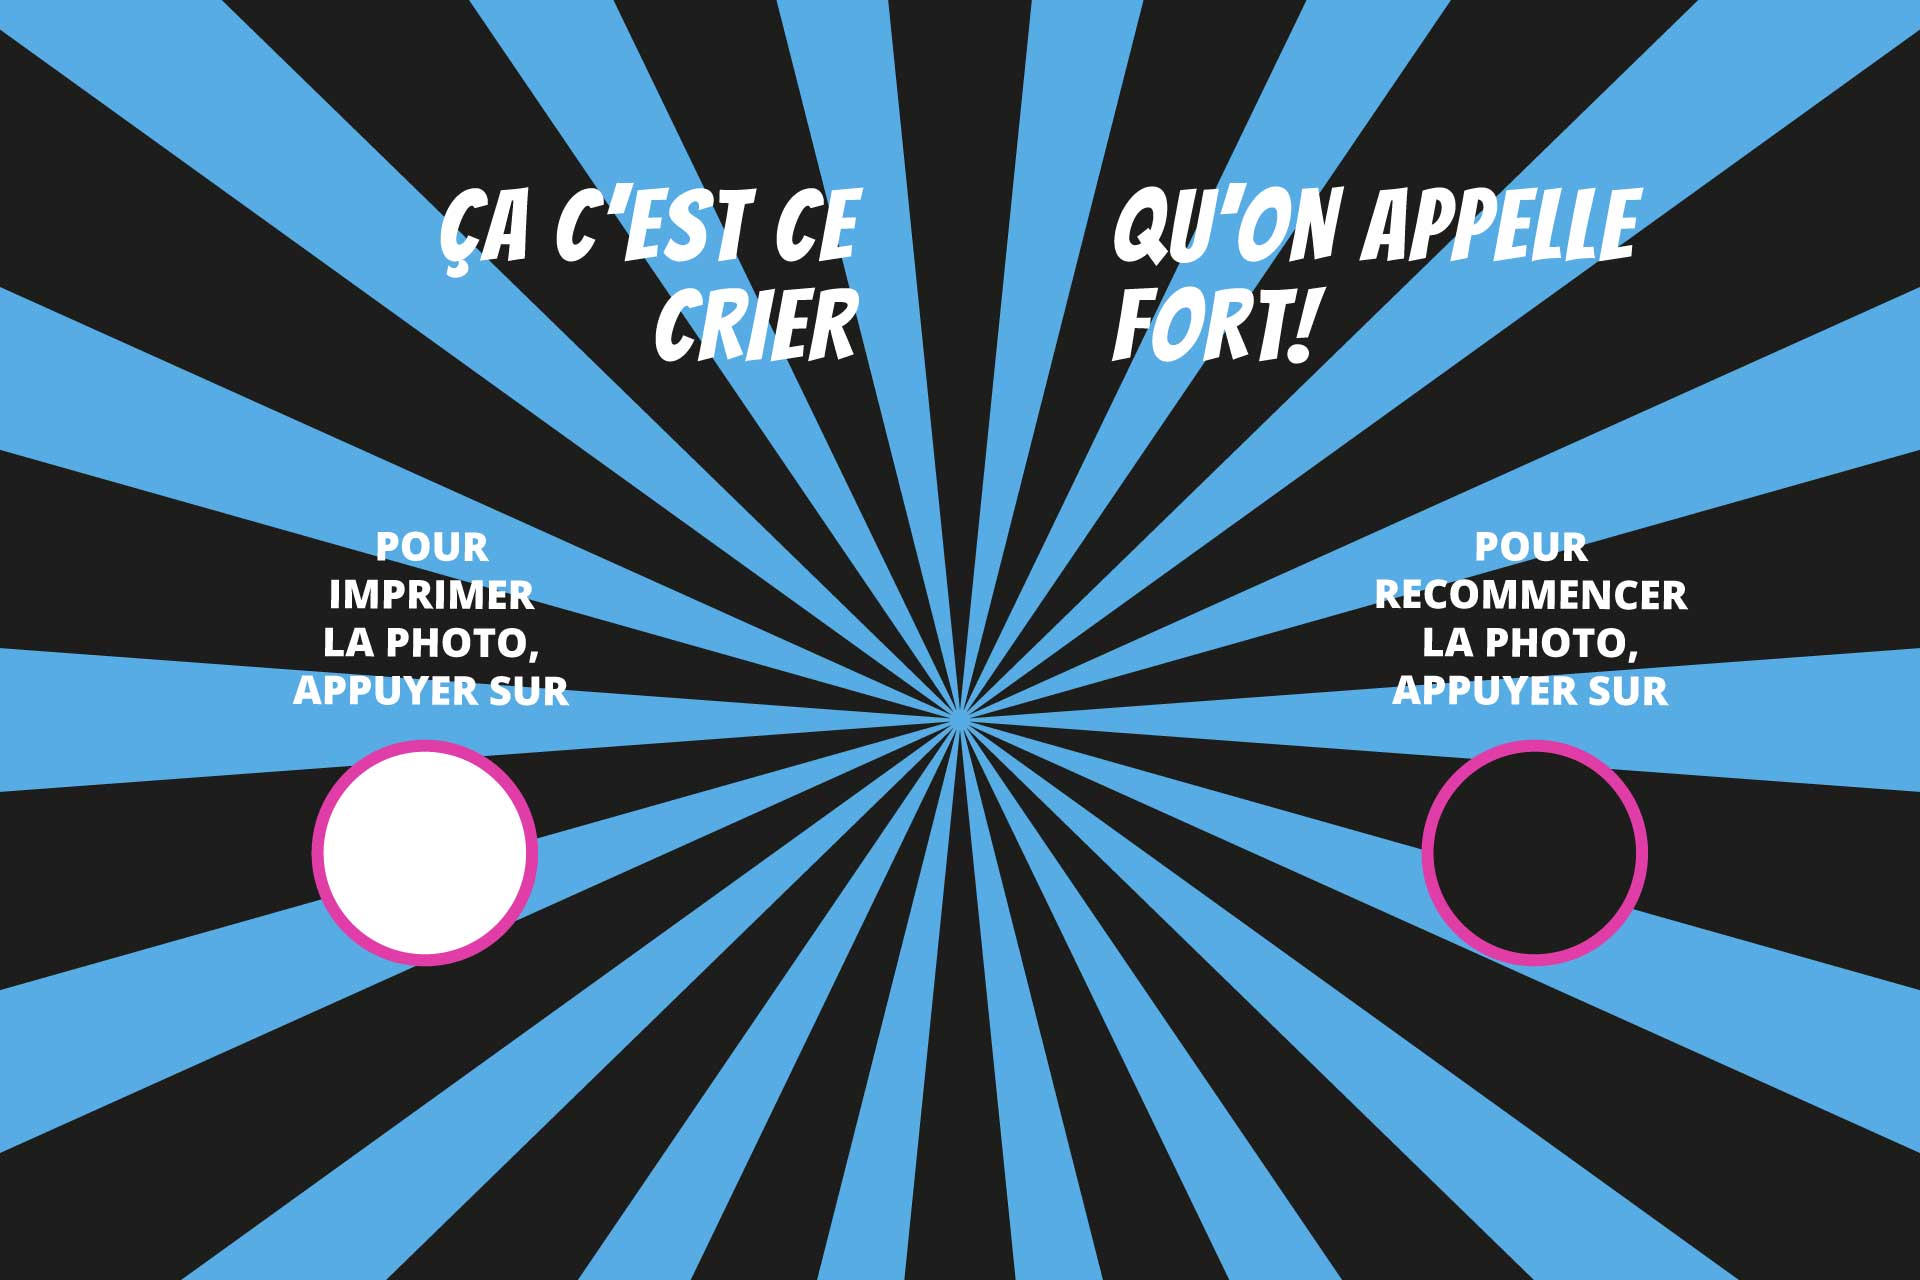 ÇA C'EST CE QU'ON APPELLE
CRIER FORT!
POUR
IMPRIMER
LA PHOTO,
APPUYER SUR
POUR
RECOMMENCER
LA PHOTO,
APPUYER SUR